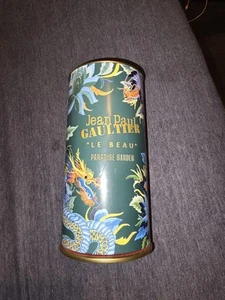 Jean Paul
GAULTIER
"LE BEAU"
PARADISE GARDEN